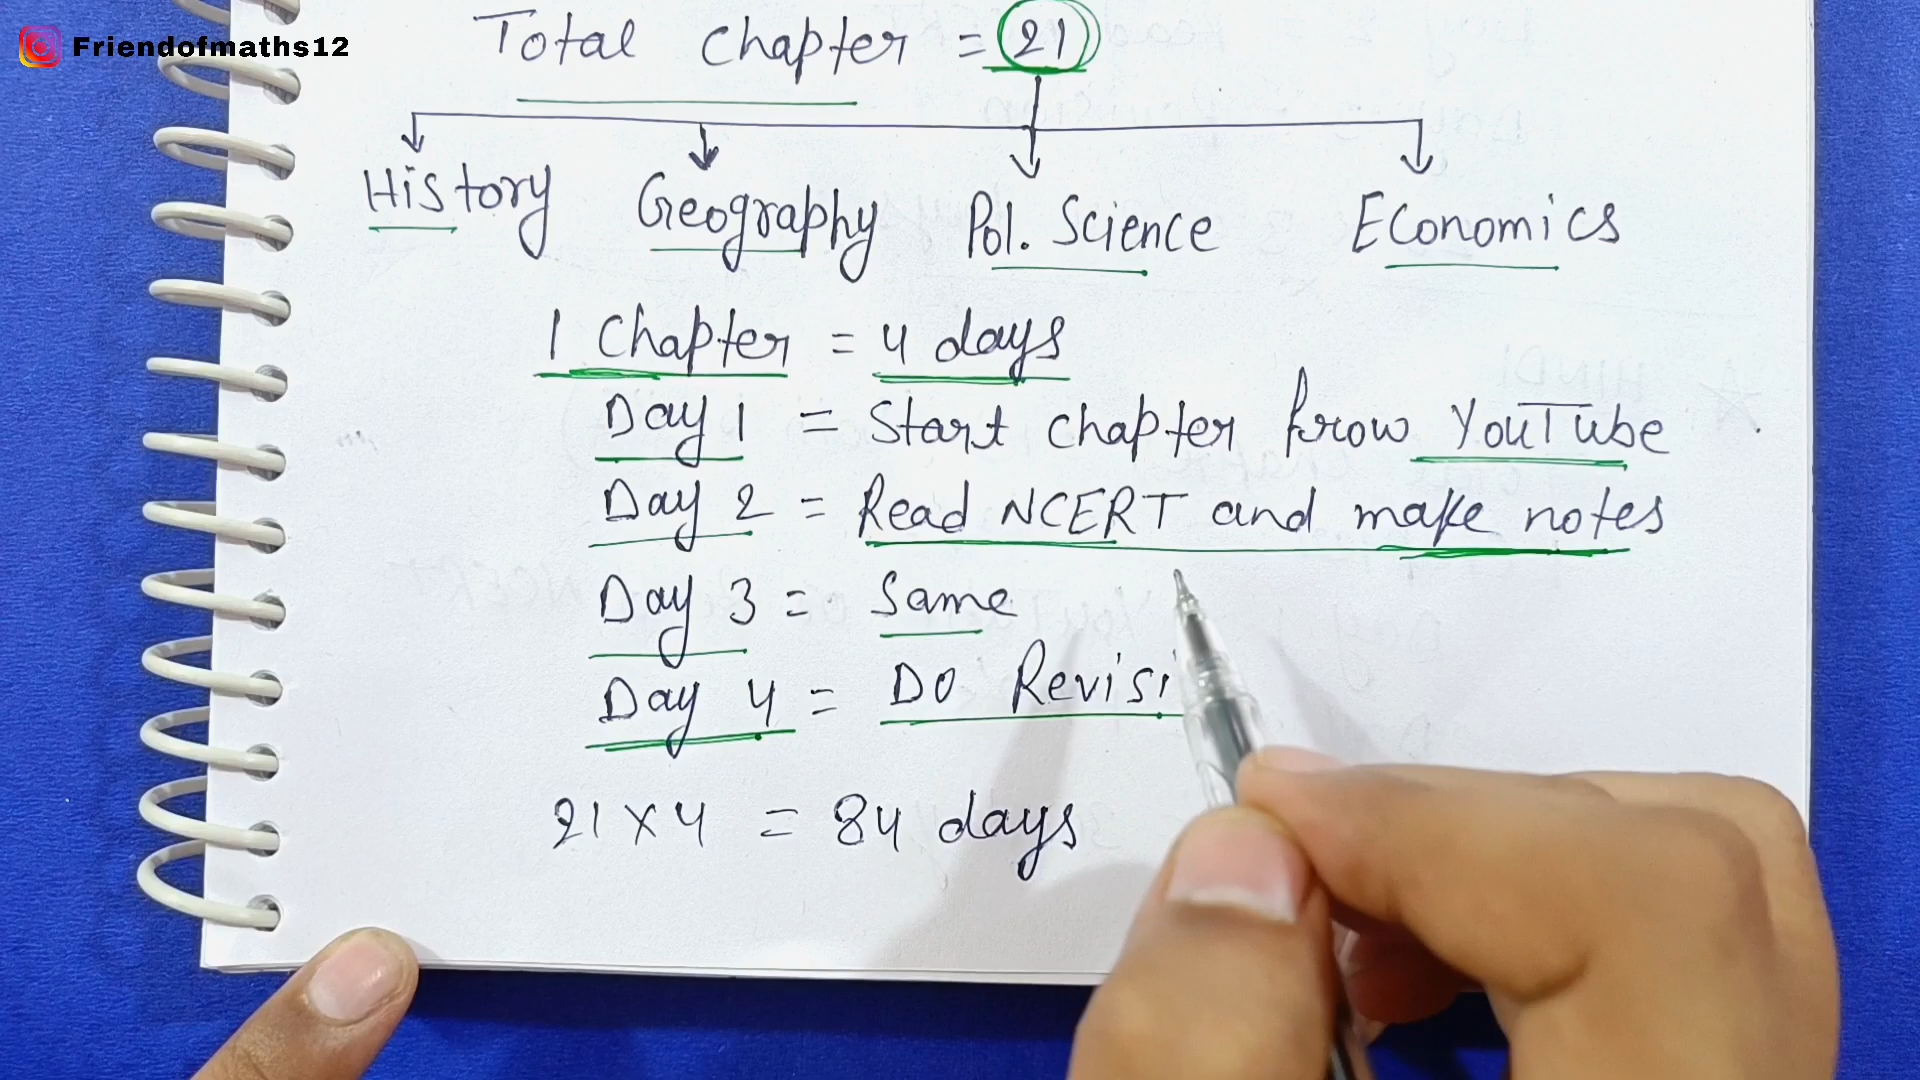 Friendofmaths12
Total chapter = 21
History Geography Pol. Science Economics
1 Chapter = 4 days
Day 1 = Start chapter from YouTube
Day 2 = Read NCERT and make notes
Day 3 = Same
Day 4 = Do Revisi
21 x 4 = 84 days